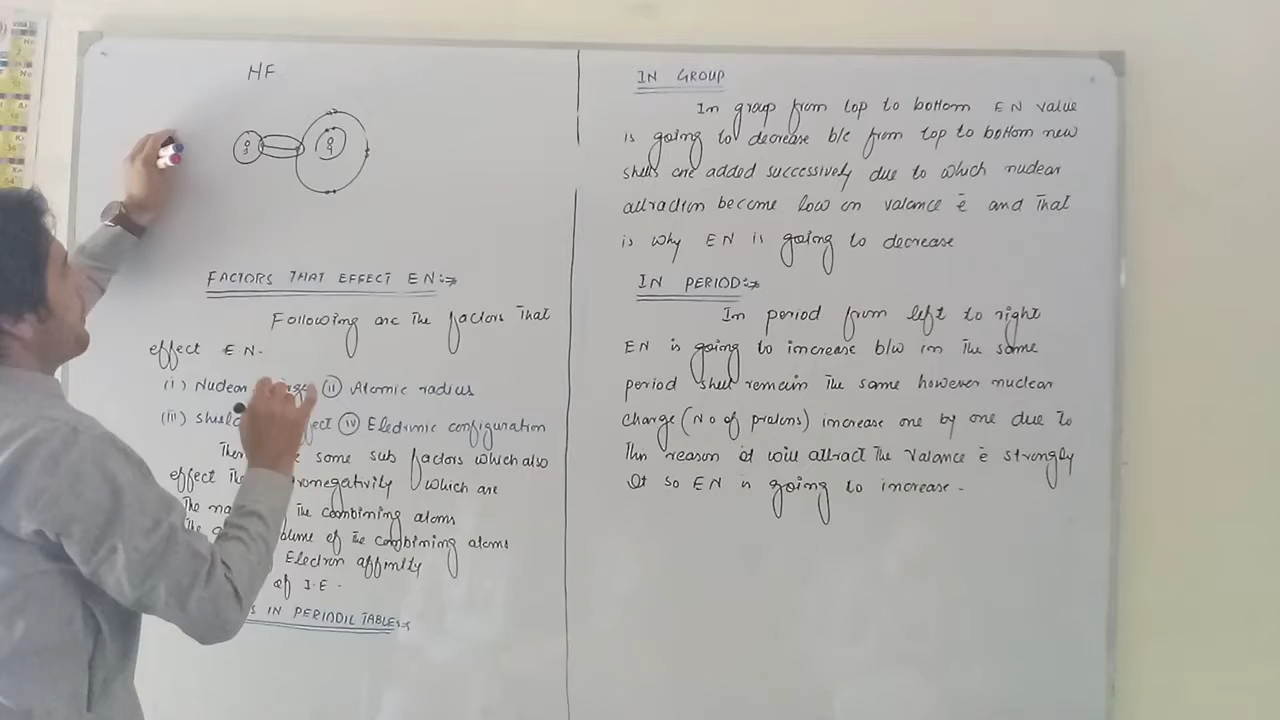 HF
FACTORS THAT EFFECT EN:→
Following are the factors that
effect EN.
(i) Nuclear (ii) Atomic radius
(iii) (iv) Electronic configuration
some sub factors which also
effect which are
The combining atoms
of the combining atoms
Electron affinity
of I.E.
IN PERIODIC TABLE:→
IN GROUP
In group from top to bottom EN value
is going to decrease b/c from top to bottom new
shells are added successively due to which nuclear
attraction become low on valance ē and that
is why EN is going to decrease
IN PERIOD:→
In period from left to right
EN is going to increase b/w in the same
period shell remain the same however nuclear
charge (No of protons) increase one by one due to
this reason it will attract the valance ē strongly
so EN is going to increase.